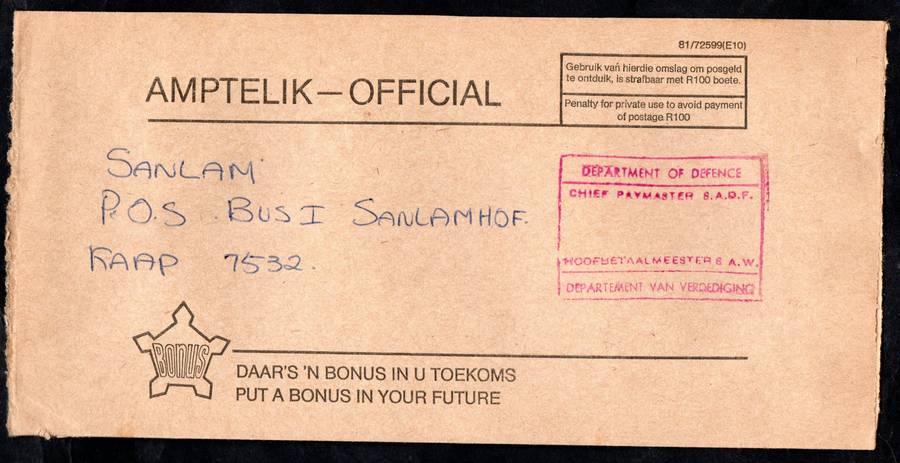 81/72599(E10)
AMPTELIK—OFFICIAL
Gebruik van hierdie omslag om posgeld
te ontduik, is strafbaar met R100 boete.
Penalty for private use to avoid payment
of postage R100
SANLAM
P.O.S. BUS I SANLAMHOF.
KAAP 7532.
DEPARTMENT OF DEFENCE
CHIEF PAYMASTER S.A.D.F.
HOOFBETAALMEESTER S.A.W.
DEPARTEMENT VAN VERDEDIGING
BONUS
DAAR'S 'N BONUS IN U TOEKOMS
PUT A BONUS IN YOUR FUTURE